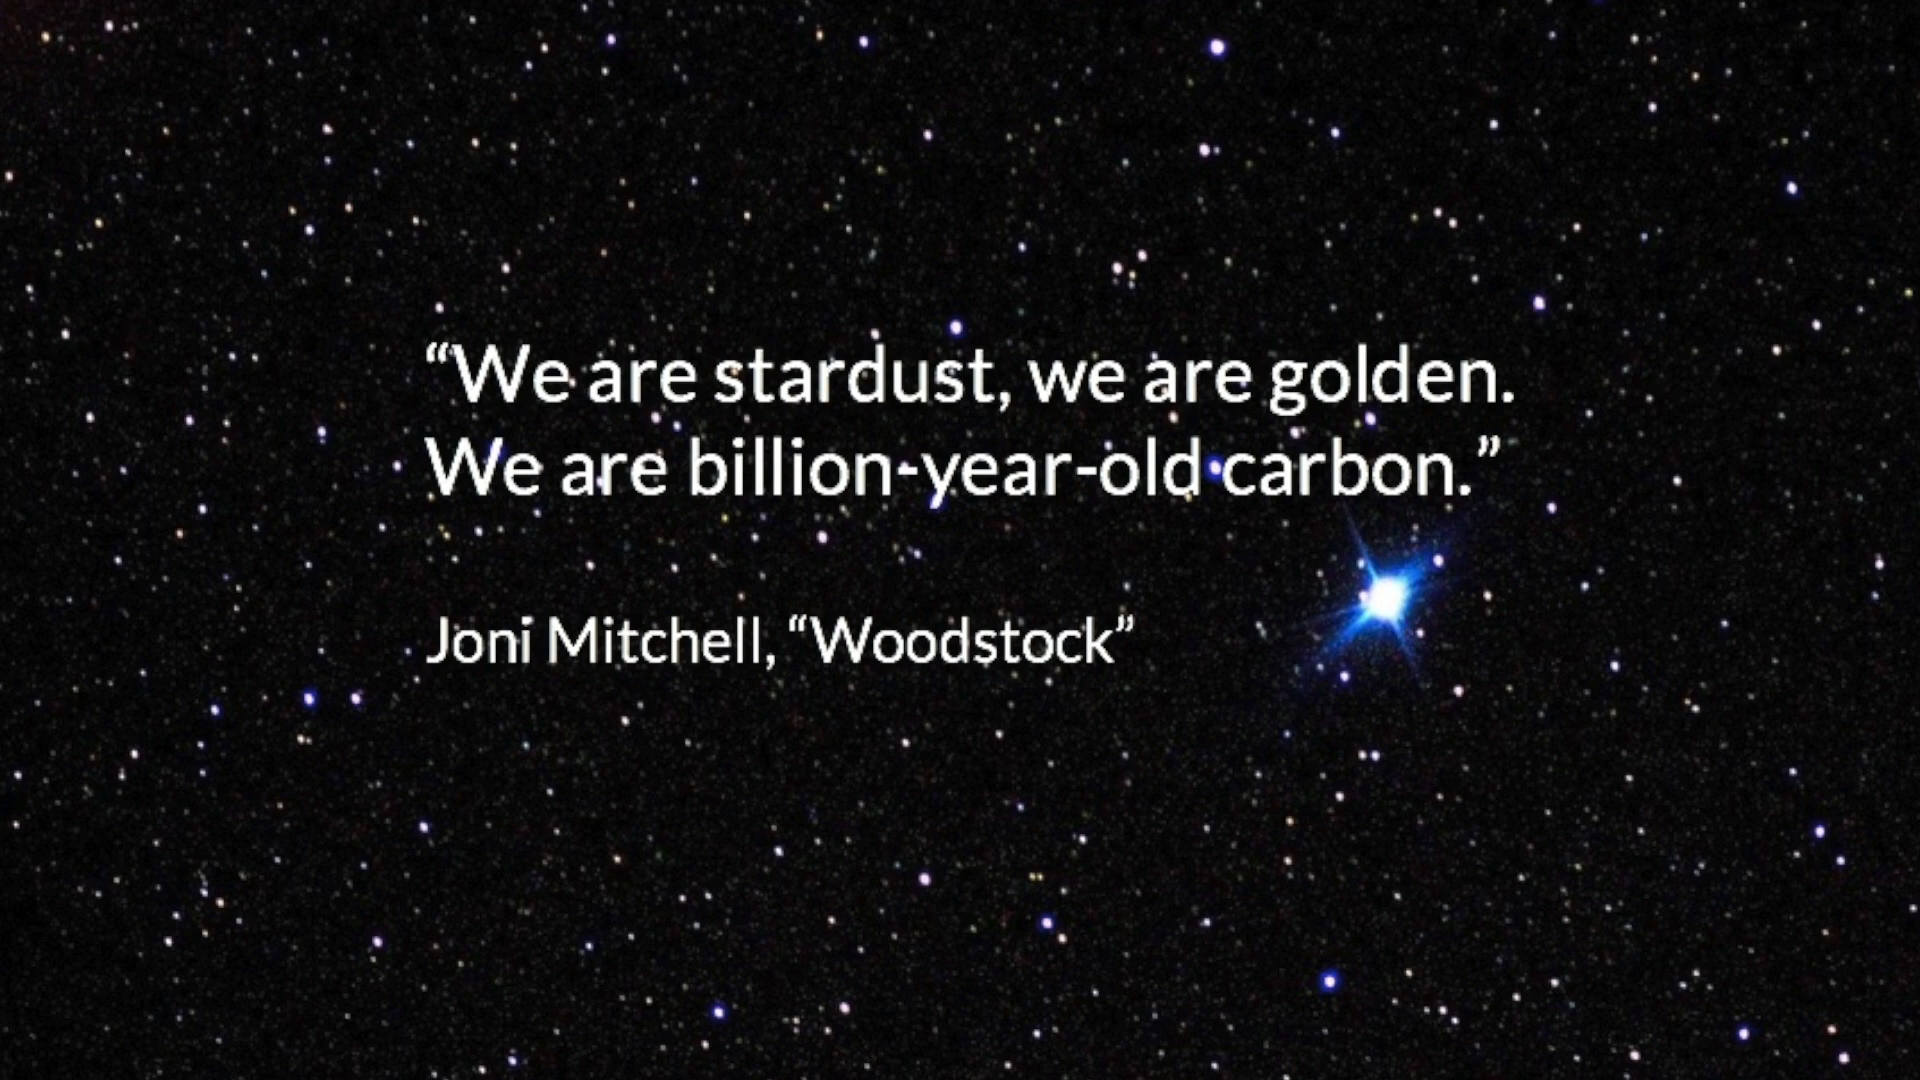 “We are stardust, we are golden.
We are billion-year-old carbon.”
Joni Mitchell, “Woodstock”